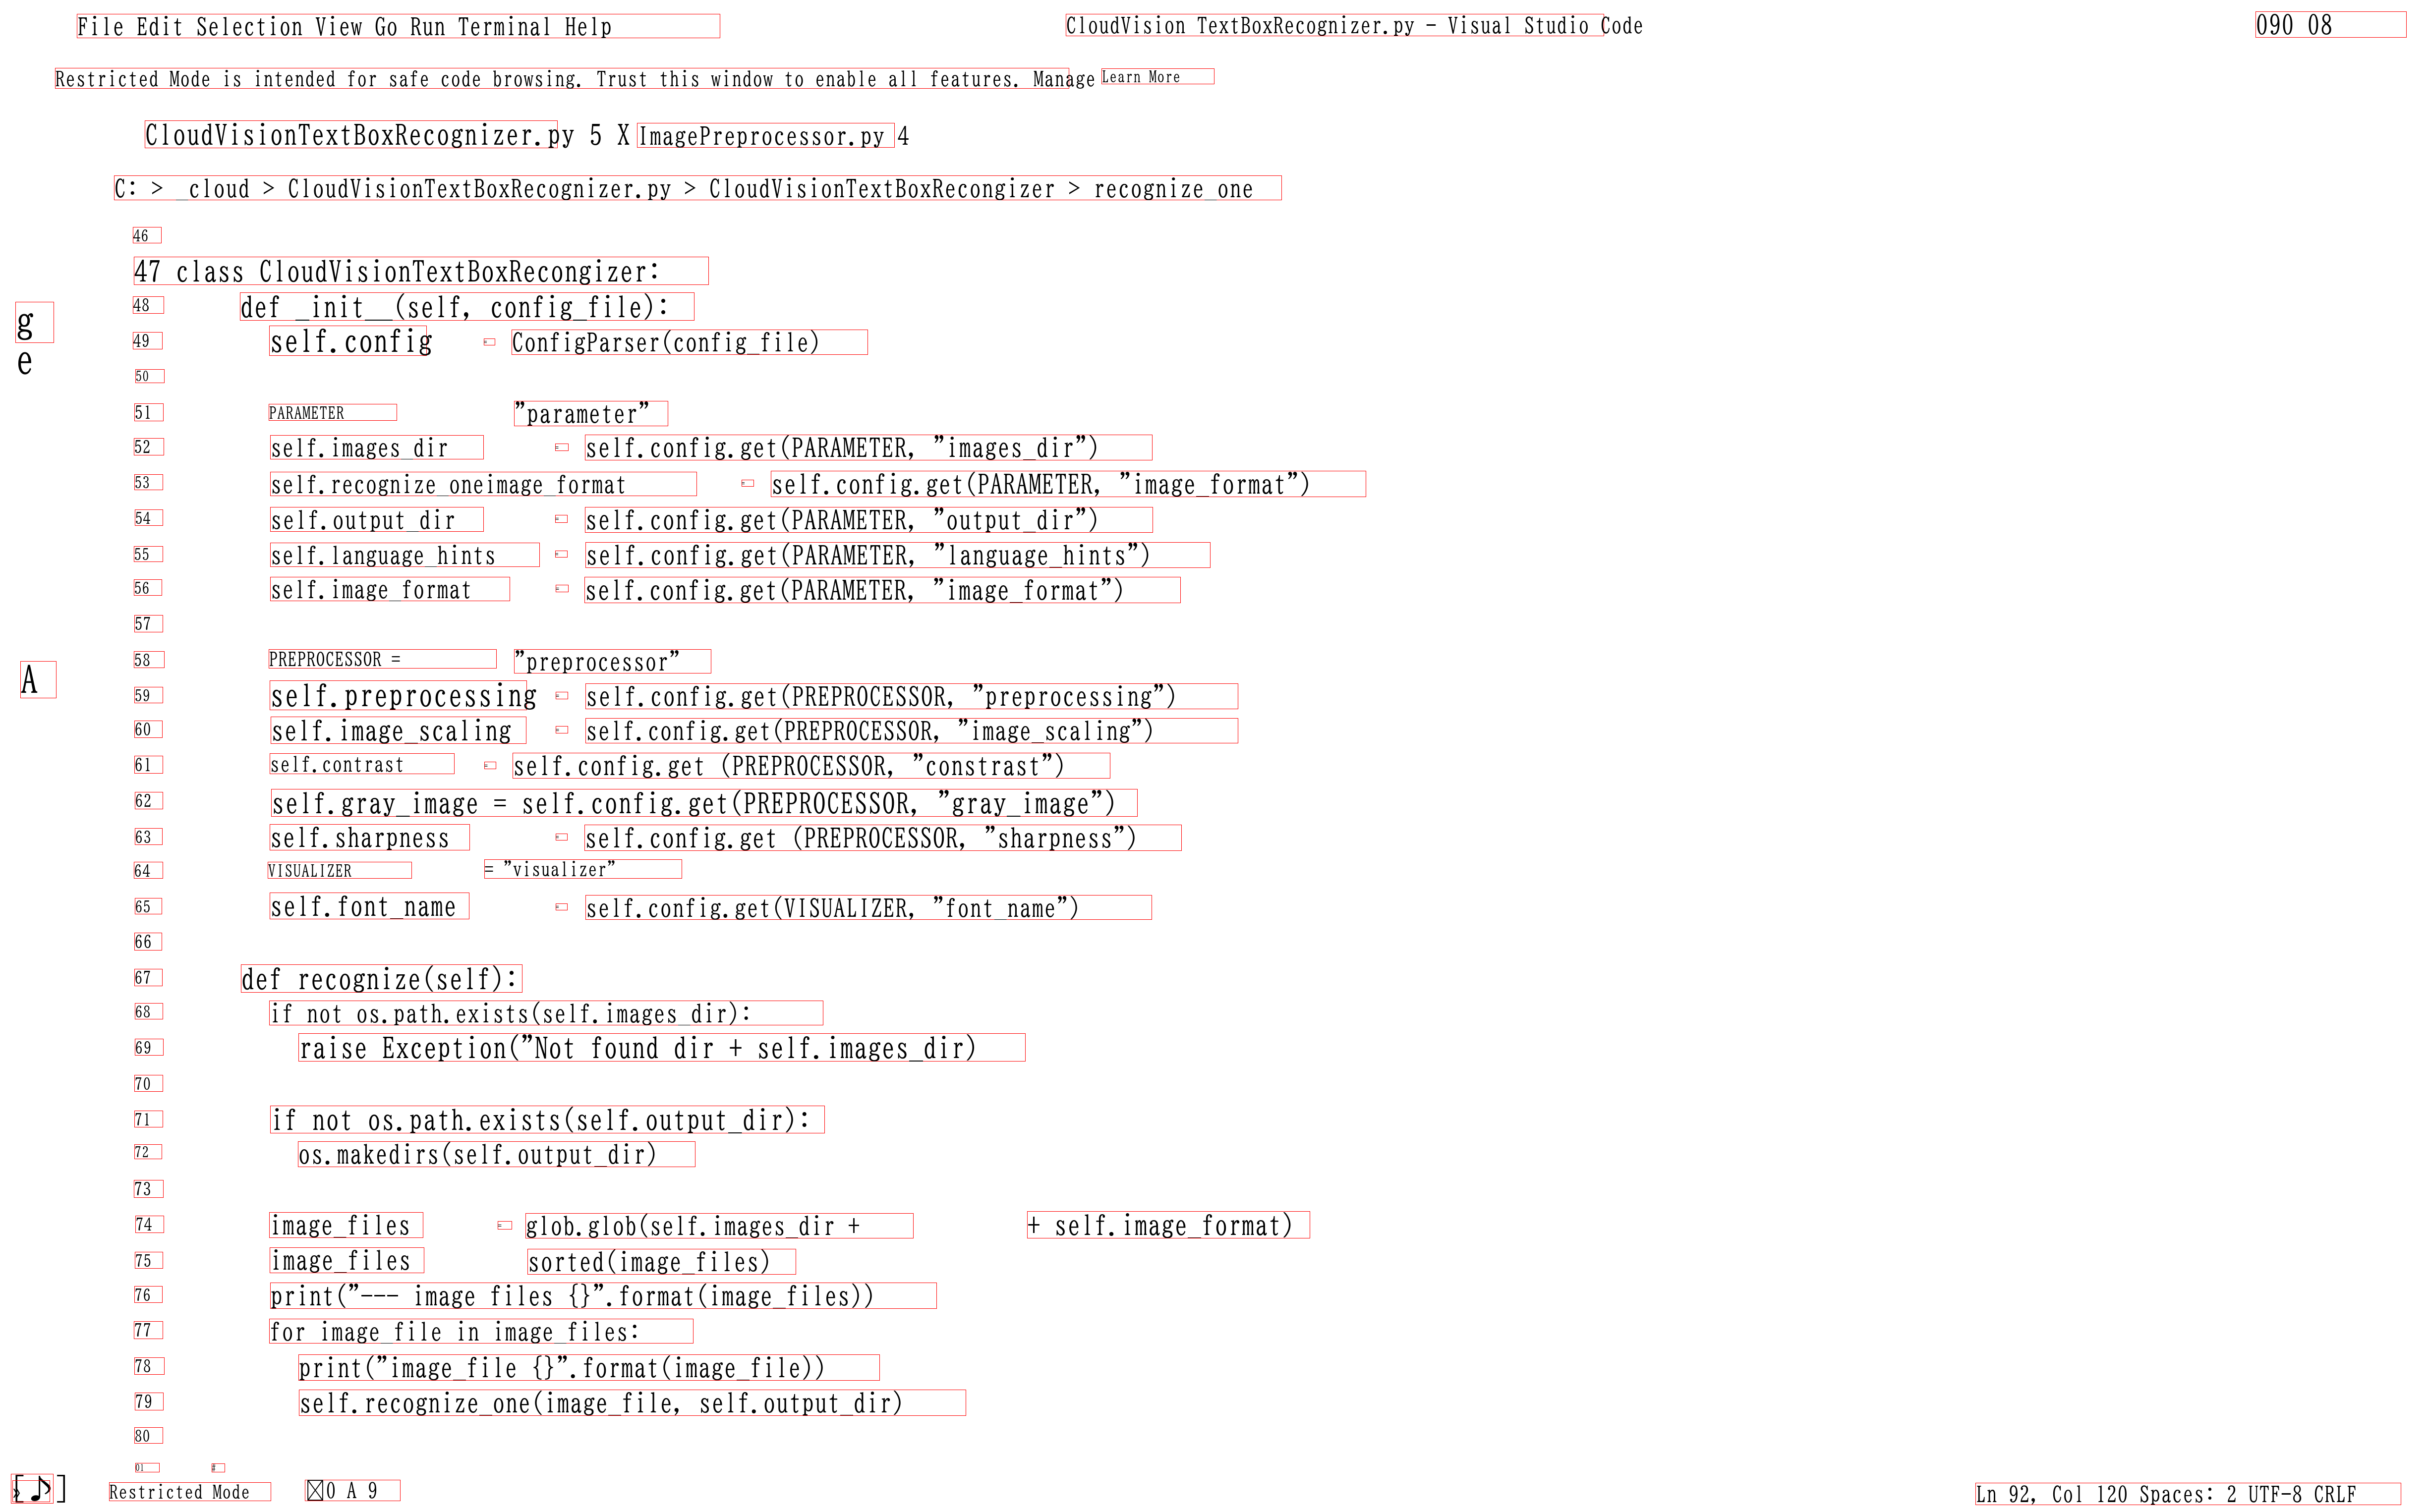 File Edit Selection View Go Run Terminal Help CloudVision TextBoxRecognizer.py - Visual Studio Code 090 08
Restricted Mode is intended for safe code browsing. Trust this window to enable all features. Manage Learn More
CloudVisionTextBoxRecognizer.py 5 X ImagePreprocessor.py 4
C: > _cloud > CloudVisionTextBoxRecognizer.py > CloudVisionTextBoxRecongizer > recognize_one
46
47 class CloudVisionTextBoxRecongizer:
48 def _init__(self, config_file):
g
e
49 self.config = ConfigParser(config_file)
50
51 PARAMETER "parameter"
52 self.images_dir = self.config.get(PARAMETER, "images_dir")
53 self.recognize_oneimage_format = self.config.get(PARAMETER, "image_format")
54 self.output_dir = self.config.get(PARAMETER, "output_dir")
55 self.language_hints = self.config.get(PARAMETER, "language_hints")
56 self.image_format = self.config.get(PARAMETER, "image_format")
57
58 PREPROCESSOR = "preprocessor"
A
59 self.preprocessing = self.config.get(PREPROCESSOR, "preprocessing")
60 self.image_scaling = self.config.get(PREPROCESSOR, "image_scaling")
61 self.contrast = self.config.get (PREPROCESSOR, "constrast")
62 self.gray_image = self.config.get(PREPROCESSOR, "gray_image")
63 self.sharpness = self.config.get (PREPROCESSOR, "sharpness")
64 VISUALIZER = "visualizer"
65 self.font_name = self.config.get(VISUALIZER, "font_name")
66
67 def recognize(self):
68 if not os.path.exists(self.images_dir):
69 raise Exception("Not found dir + self.images_dir)
70
71 if not os.path.exists(self.output_dir):
72 os.makedirs(self.output_dir)
73
74 image_files = glob.glob(self.images_dir + + self.image_format)
75 image_files sorted(image_files)
76 print("--- image files {}".format(image_files))
77 for image_file in image_files:
78 print("image_file {}".format(image_file))
79 self.recognize_one(image_file, self.output_dir)
80
01 #
[♪] Restricted Mode ☒0 A 9 Ln 92, Col 120 Spaces: 2 UTF-8 CRLF